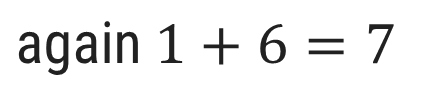 again 1 + 6 = 7